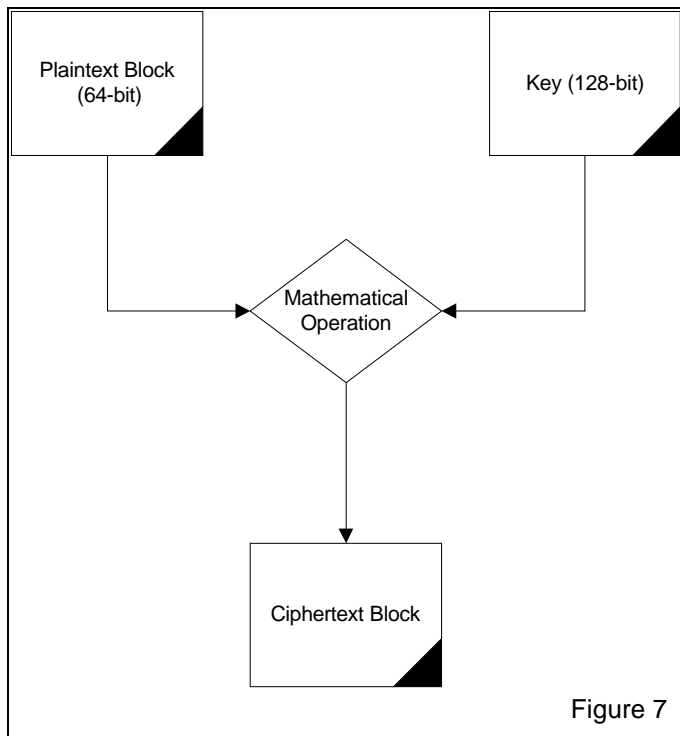 Plaintext Block
(64-bit)
Key (128-bit)
Mathematical
Operation
Ciphertext Block
Figure 7